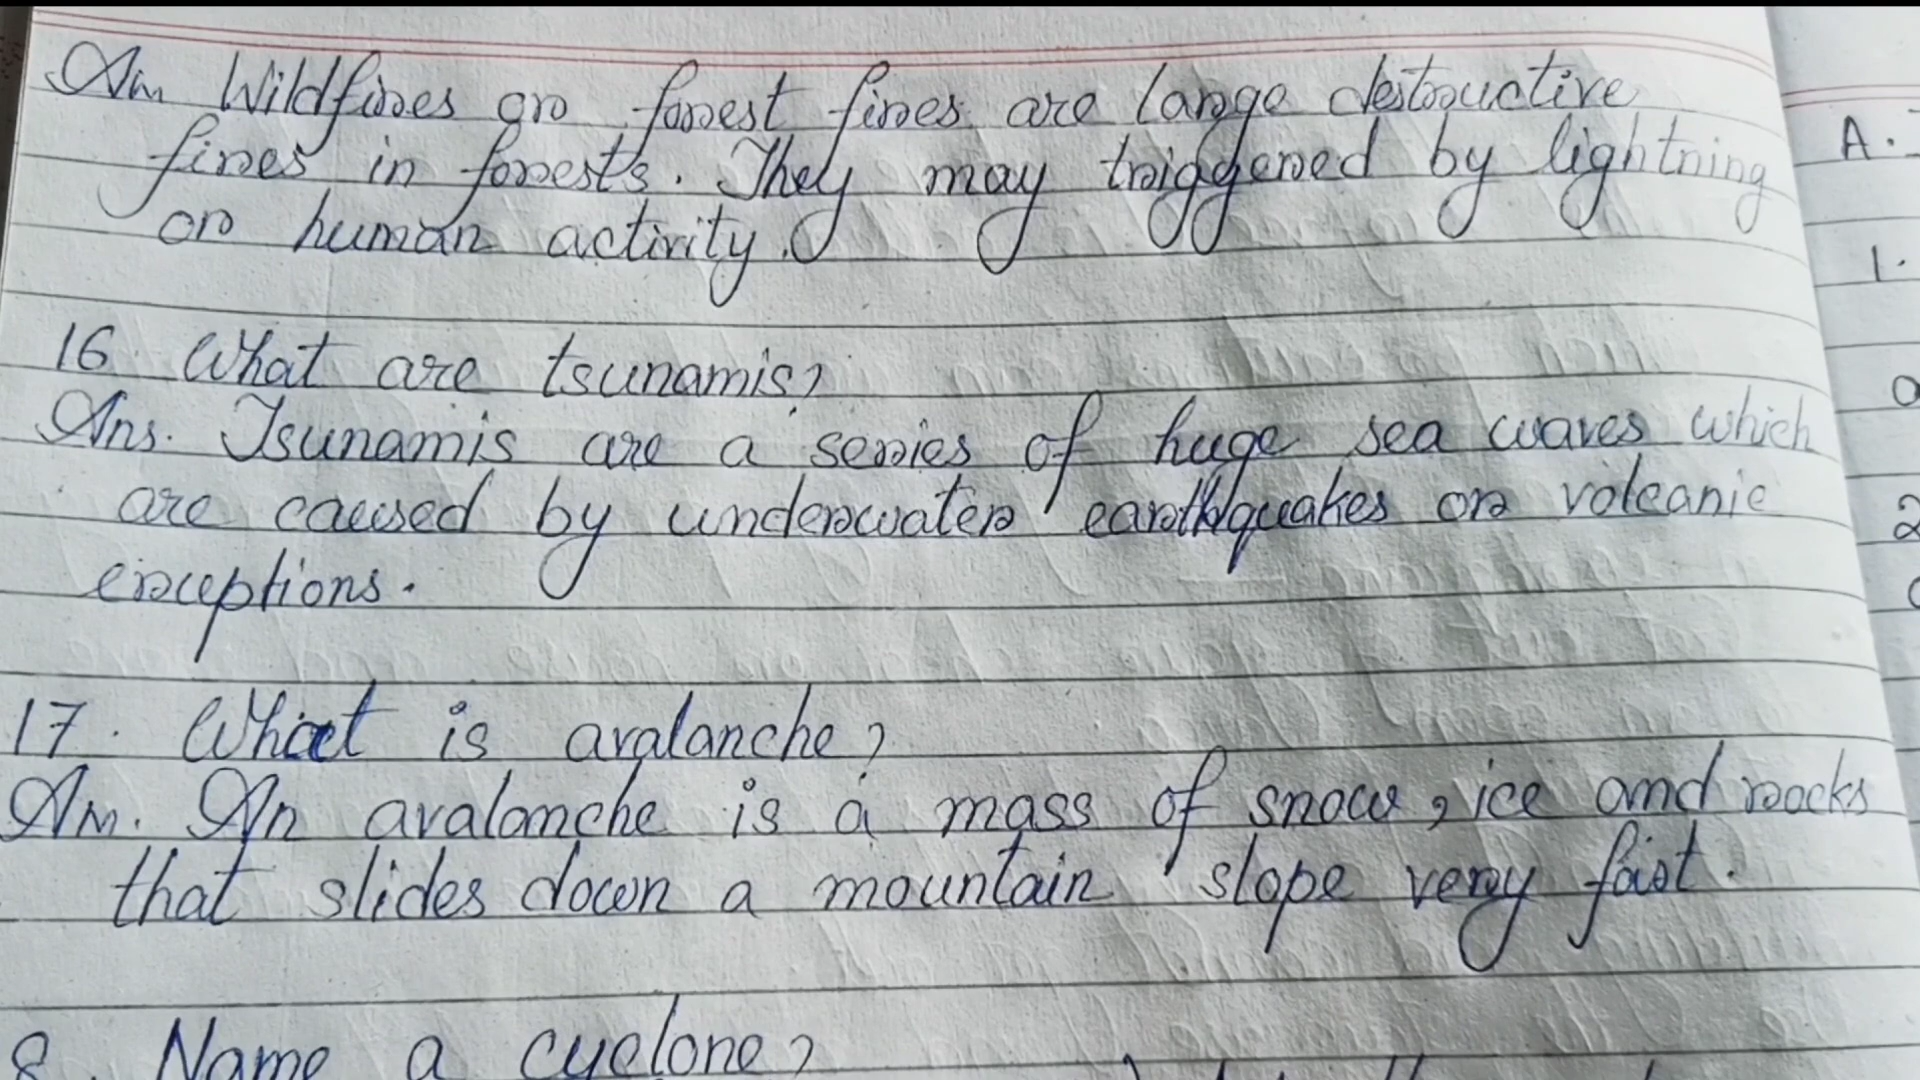 Ans Wildfires or forest fires are large destructive
fires in forests. They may triggered by lightning
or human activity.
16. What are tsunamis?
Ans. Tsunamis are a series of huge sea waves which
are caused by underwater earthquakes or volcanic
eruptions.
17. What is avalanche?
Ans. An avalanche is a mass of snow, ice and rocks
that slides down a mountain slope very fast.
8. Name a cyclone?
A.
1.
2